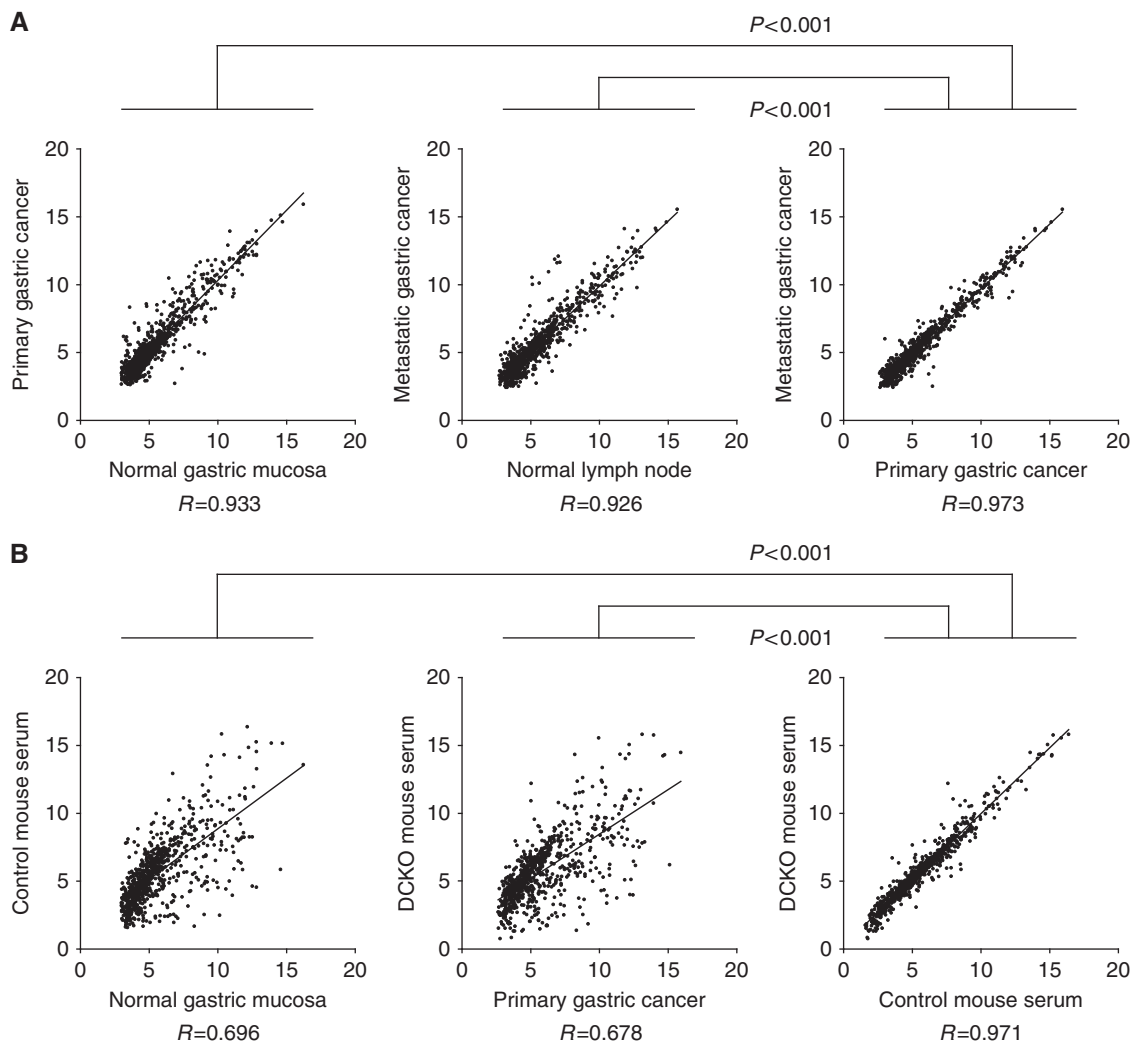 A
P<0.001
P<0.001
Primary gastric cancer
20
15
10
5
0
0 5 10 15 20
Normal gastric mucosa
R=0.933
Metastatic gastric cancer
20
15
10
5
0
0 5 10 15 20
Normal lymph node
R=0.926
Metastatic gastric cancer
20
15
10
5
0
0 5 10 15 20
Primary gastric cancer
R=0.973
B
P<0.001
P<0.001
Control mouse serum
20
15
10
5
0
0 5 10 15 20
Normal gastric mucosa
R=0.696
DCKO mouse serum
20
15
10
5
0
0 5 10 15 20
Primary gastric cancer
R=0.678
DCKO mouse serum
20
15
10
5
0
0 5 10 15 20
Control mouse serum
R=0.971